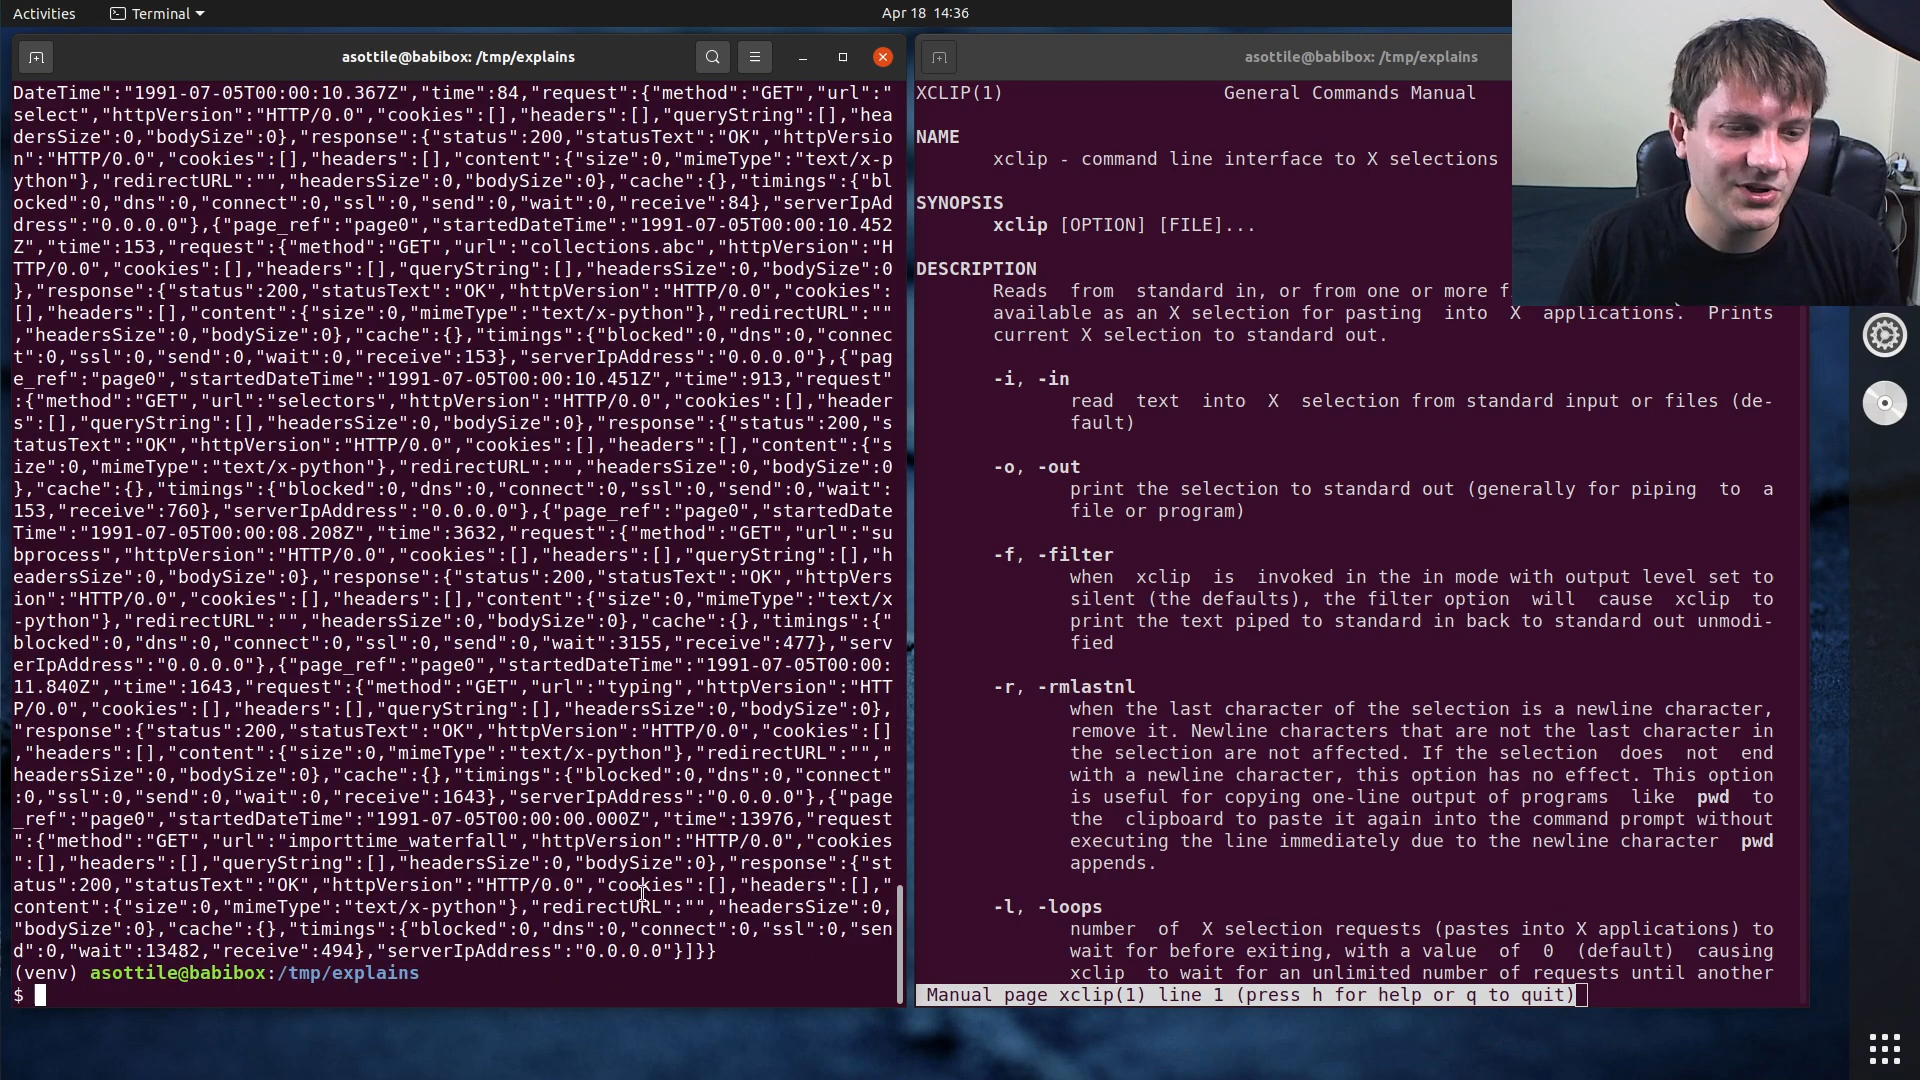 Activities
Terminal
Apr 18 14:36
asottile@babibox: /tmp/explains
DateTime":"1991-07-05T00:00:10.367Z","time":84,"request":{"method":"GET","url":"
select","httpVersion":"HTTP/0.0","cookies":[],"headers":[],"queryString":[],"hea
dersSize":0,"bodySize":0},"response":{"status":200,"statusText":"OK","httpVersio
n":"HTTP/0.0","cookies":[],"headers":[],"content":{"size":0,"mimeType":"text/x-p
ython"},"redirectURL":"","headersSize":0,"bodySize":0},"cache":{},"timings":{"bl
ocked":0,"dns":0,"connect":0,"ssl":0,"send":0,"wait":0,"receive":84},"serverIpAd
dress":"0.0.0.0"},{"page_ref":"page0","startedDateTime":"1991-07-05T00:00:10.452
Z","time":153,"request":{"method":"GET","url":"collections.abc","httpVersion":"H
TTP/0.0","cookies":[],"headers":[],"queryString":[],"headersSize":0,"bodySize":0
},"response":{"status":200,"statusText":"OK","httpVersion":"HTTP/0.0","cookies":
[],"headers":[],"content":{"size":0,"mimeType":"text/x-python"},"redirectURL":""
,"headersSize":0,"bodySize":0},"cache":{},"timings":{"blocked":0,"dns":0,"connec
t":0,"ssl":0,"send":0,"wait":0,"receive":153},"serverIpAddress":"0.0.0.0"},{"pag
e_ref":"page0","startedDateTime":"1991-07-05T00:00:10.451Z","time":913,"request"
:{"method":"GET","url":"selectors","httpVersion":"HTTP/0.0","cookies":[],"header
s":[],"queryString":[],"headersSize":0,"bodySize":0},"response":{"status":200,"s
tatusText":"OK","httpVersion":"HTTP/0.0","cookies":[],"headers":[],"content":{"s
ize":0,"mimeType":"text/x-python"},"redirectURL":"","headersSize":0,"bodySize":0
},"cache":{},"timings":{"blocked":0,"dns":0,"connect":0,"ssl":0,"send":0,"wait":
153,"receive":760},"serverIpAddress":"0.0.0.0"},{"page_ref":"page0","startedDate
Time":"1991-07-05T00:00:08.208Z","time":3632,"request":{"method":"GET","url":"su
bprocess","httpVersion":"HTTP/0.0","cookies":[],"headers":[],"queryString":[],"h
eadersSize":0,"bodySize":0},"response":{"status":200,"statusText":"OK","httpVers
ion":"HTTP/0.0","cookies":[],"headers":[],"content":{"size":0,"mimeType":"text/x
-python"},"redirectURL":"","headersSize":0,"bodySize":0},"cache":{},"timings":{"
blocked":0,"dns":0,"connect":0,"ssl":0,"send":0,"wait":3155,"receive":477},"serv
erIpAddress":"0.0.0.0"},{"page_ref":"page0","startedDateTime":"1991-07-05T00:00:
11.840Z","time":1643,"request":{"method":"GET","url":"typing","httpVersion":"HTT
P/0.0","cookies":[],"headers":[],"queryString":[],"headersSize":0,"bodySize":0},
"response":{"status":200,"statusText":"OK","httpVersion":"HTTP/0.0","cookies":[]
,"headers":[],"content":{"size":0,"mimeType":"text/x-python"},"redirectURL":"","
headersSize":0,"bodySize":0},"cache":{},"timings":{"blocked":0,"dns":0,"connect"
:0,"ssl":0,"send":0,"wait":0,"receive":1643},"serverIpAddress":"0.0.0.0"},{"page
_ref":"page0","startedDateTime":"1991-07-05T00:00:00.000Z","time":13976,"request
":{"method":"GET","url":"importtime_waterfall","httpVersion":"HTTP/0.0","cookies
":[],"headers":[],"queryString":[],"headersSize":0,"bodySize":0},"response":{"st
atus":200,"statusText":"OK","httpVersion":"HTTP/0.0","cookies":[],"headers":[],"
content":{"size":0,"mimeType":"text/x-python"},"redirectURL":"","headersSize":0,
"bodySize":0},"cache":{},"timings":{"blocked":0,"dns":0,"connect":0,"ssl":0,"sen
d":0,"wait":13482,"receive":494},"serverIpAddress":"0.0.0.0"}]}}
(venv) asottile@babibox:/tmp/explains
$
asottile@babibox: /tmp/explains
XCLIP(1) General Commands Manual
NAME
xclip - command line interface to X selections
SYNOPSIS
xclip [OPTION] [FILE]...
DESCRIPTION
Reads from standard in, or from one or more
available as an X selection for pasting into X applications. Prints
current X selection to standard out.
-i, -in
read text into X selection from standard input or files (de-
fault)
-o, -out
print the selection to standard out (generally for piping to a
file or program)
-f, -filter
when xclip is invoked in the in mode with output level set to
silent (the defaults), the filter option will cause xclip to
print the text piped to standard in back to standard out unmodi-
fied
-r, -rmlastnl
when the last character of the selection is a newline character,
remove it. Newline characters that are not the last character in
the selection are not affected. If the selection does not end
with a newline character, this option has no effect. This option
is useful for copying one-line output of programs like pwd to
the clipboard to paste it again into the command prompt without
executing the line immediately due to the newline character pwd
appends.
-l, -loops
number of X selection requests (pastes into X applications) to
wait for before exiting, with a value of 0 (default) causing
xclip to wait for an unlimited number of requests until another
Manual page xclip(1) line 1 (press h for help or q to quit)